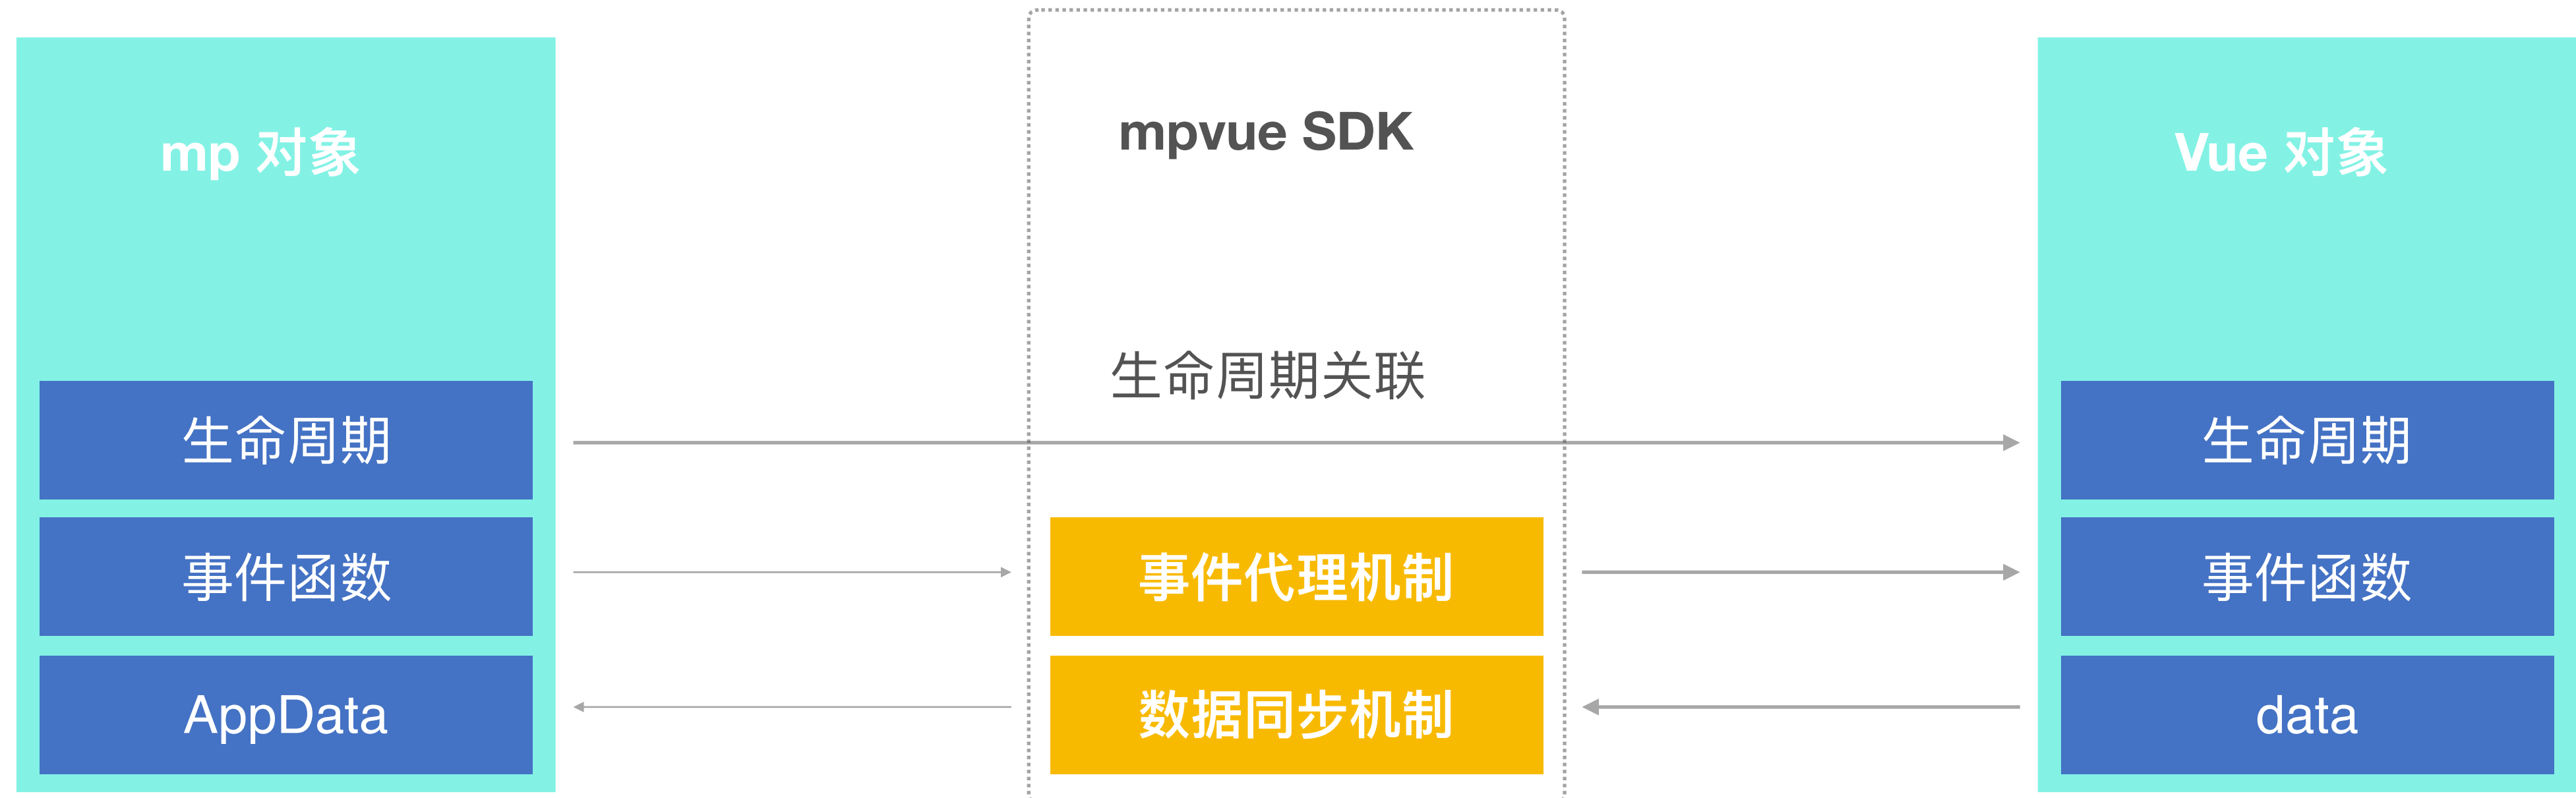 mp 对象
生命周期
事件函数
AppData
mpvue SDK
生命周期关联
事件代理机制
数据同步机制
Vue 对象
生命周期
事件函数
data